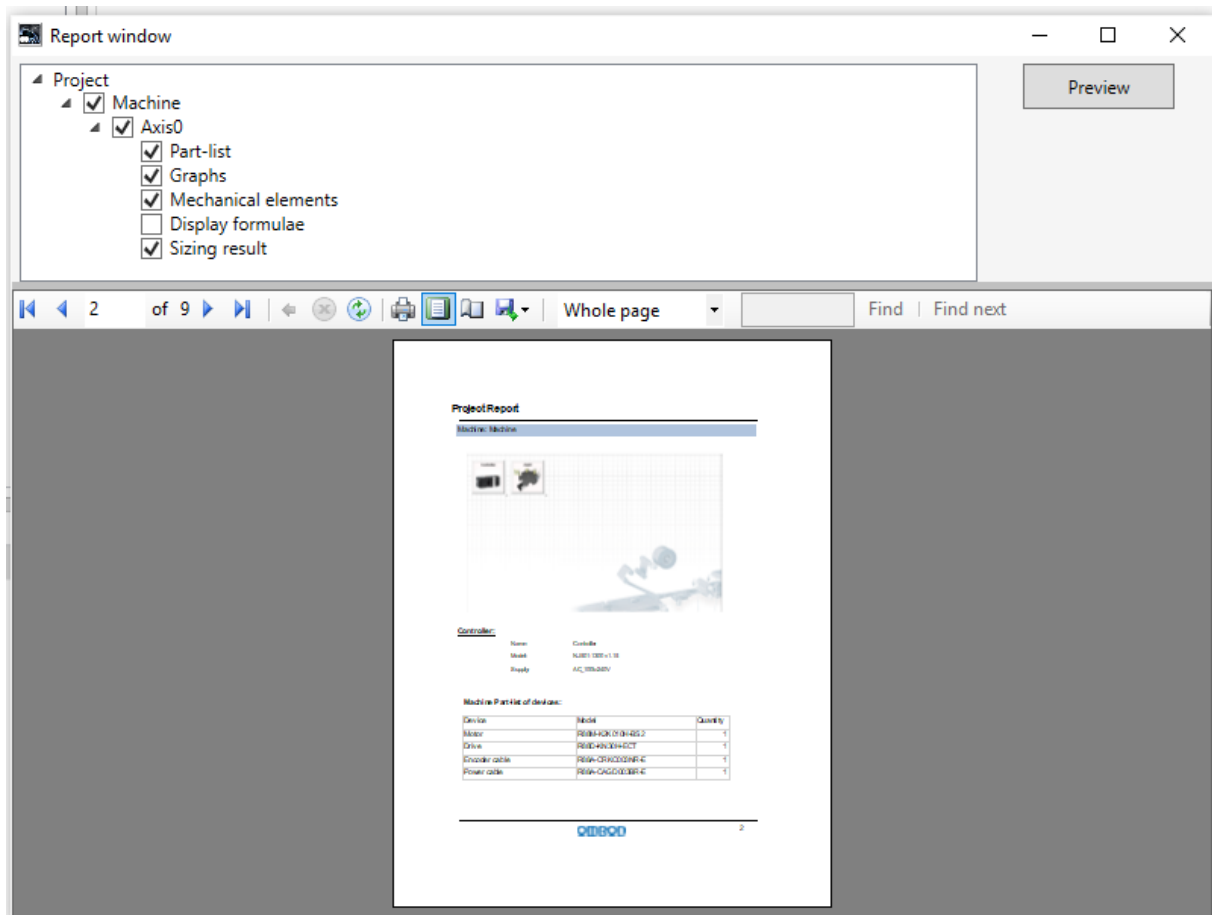 Report window
Project
Machine
Axis0
Part-list
Graphs
Mechanical elements
Display formulae
Sizing result
Preview
2 of 9 Whole page Find Find next
Project Report
Machine: Machine
Controller:
Name: Controller
Model:
Supply:
Machine Part-list of devices:
Device Model Quantity
Motor 1
Drive 1
Encoder cable 1
Power cable 1
OMRON 2